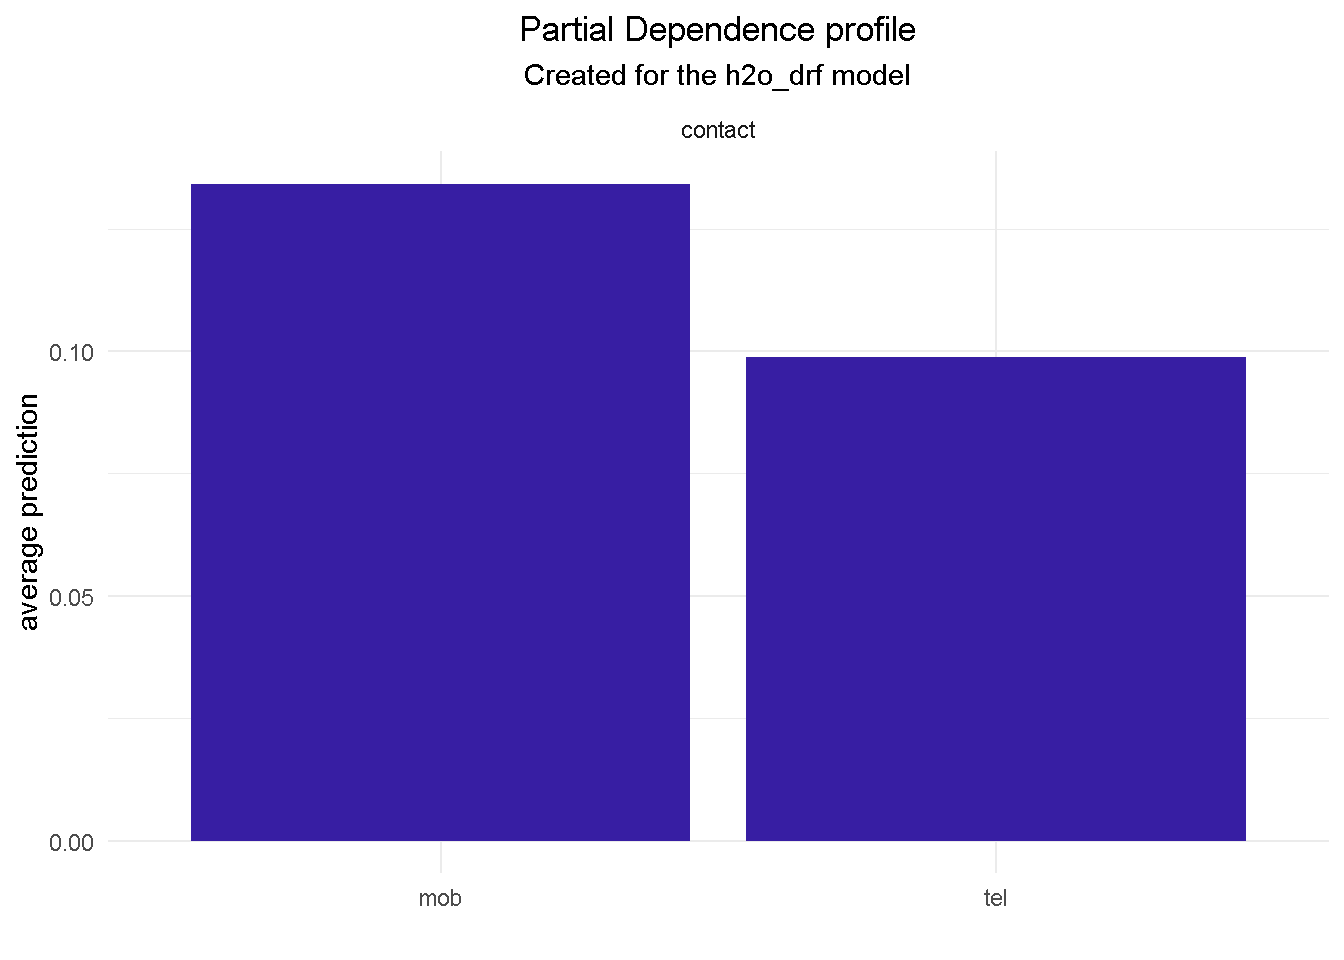 Partial Dependence profile
Created for the h2o_drf model
contact
average prediction
0.10
0.05
0.00
mob
tel